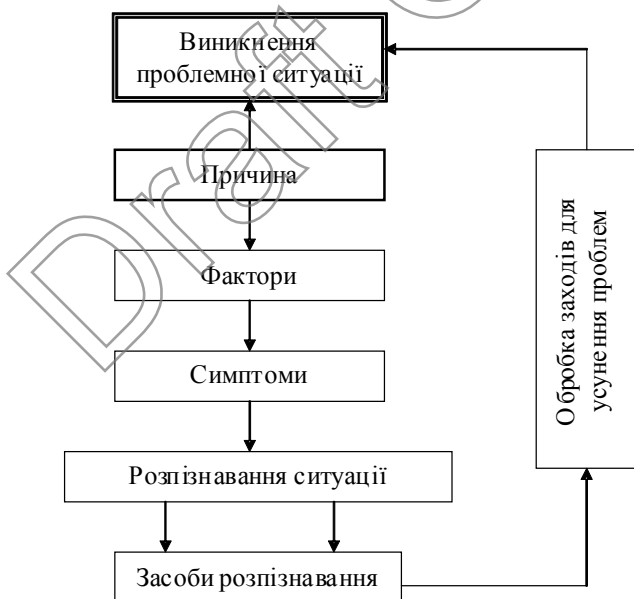 Виникнення
проблемної ситуації
Причина
Фактори
Симптоми
Розпізнавання ситуації
Засоби розпізнавання
Обробка заходів для
усунення проблем
Draft